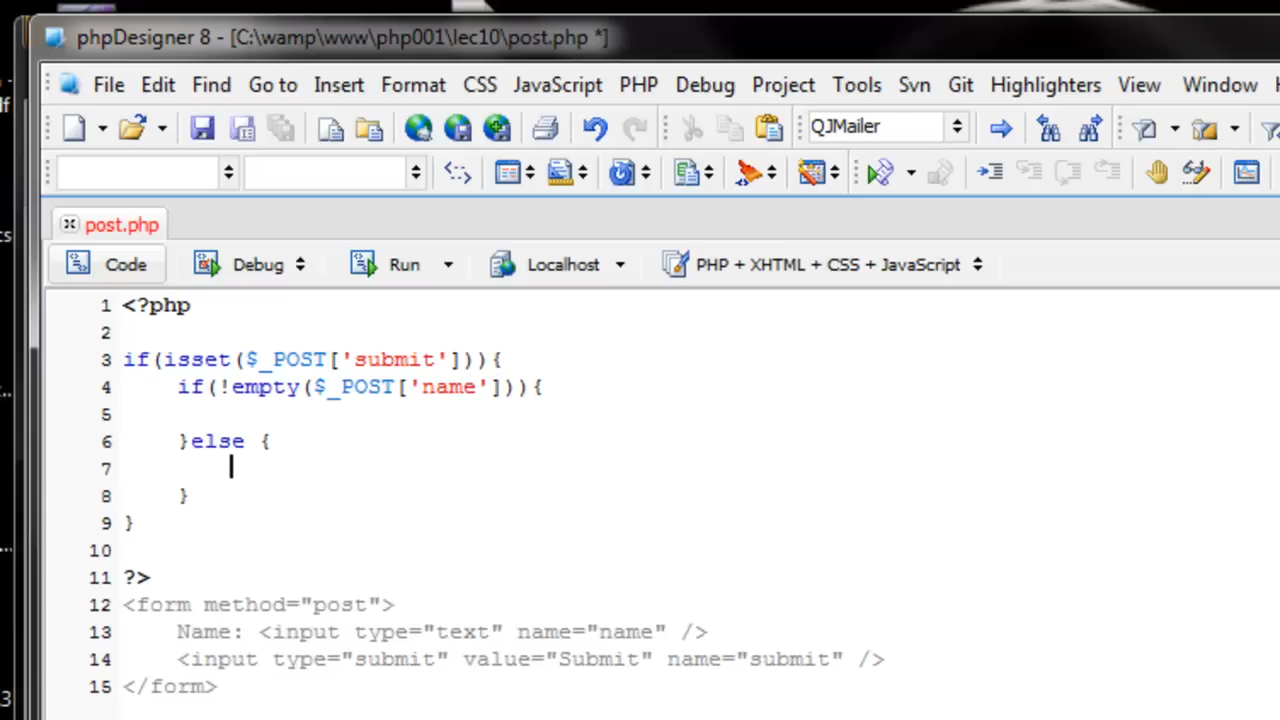 phpDesigner 8 - [C:\wamp\www\php001\lec10\post.php *]
File Edit Find Go to Insert Format CSS JavaScript PHP Debug Project Tools Svn Git Highlighters View Window
QJMailer
post.php
Code Debug Run Localhost PHP + XHTML + CSS + JavaScript
1 <?php
2
3 if(isset($_POST['submit'])){
4 if(!empty($_POST['name'])){
5
6 }else {
7
8 }
9 }
10
11 ?>
12 <form method="post">
13 Name: <input type="text" name="name" />
14 <input type="submit" value="Submit" name="submit" />
15 </form>